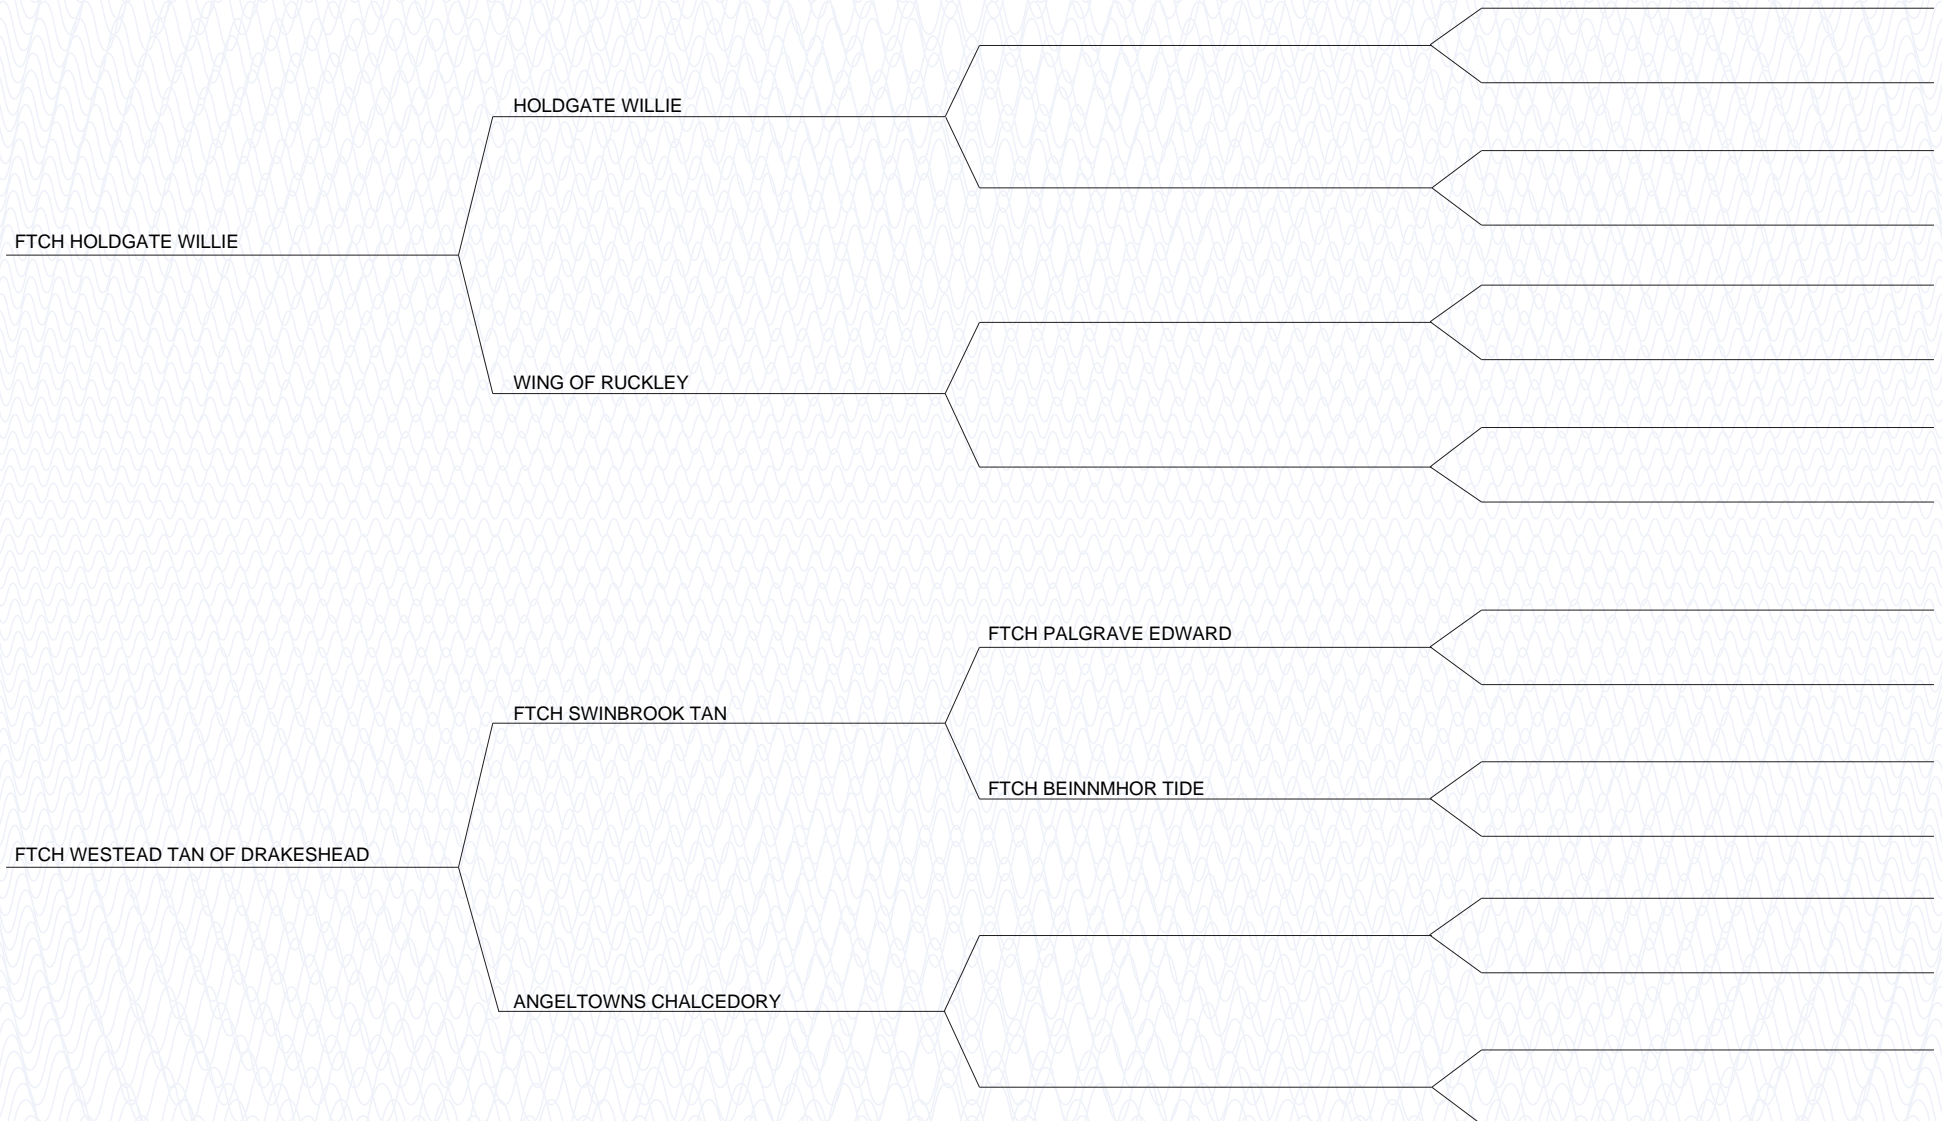 HOLDGATE WILLIE
FTCH HOLDGATE WILLIE
WING OF RUCKLEY
FTCH PALGRAVE EDWARD
FTCH SWINBROOK TAN
FTCH BEINNMHOR TIDE
FTCH WESTEAD TAN OF DRAKESHEAD
ANGELTOWNS CHALCEDORY